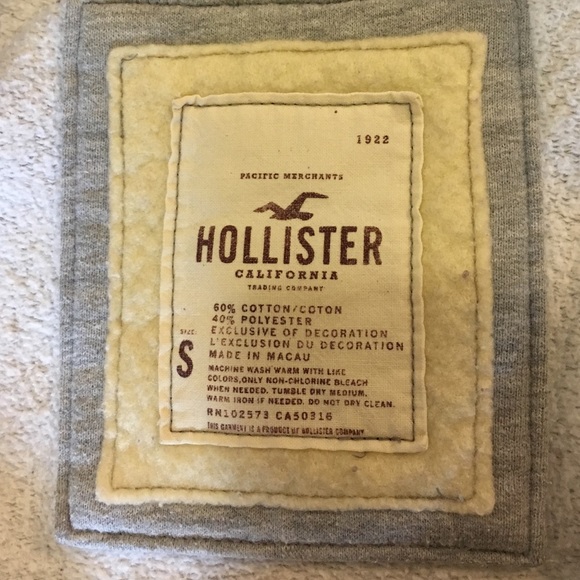 1922
PACIFIC MERCHANTS
HOLLISTER
CALIFORNIA
TRADING COMPANY
60% COTTON/COTON
40% POLYESTER
SIZE: EXCLUSIVE OF DECORATION
S L'EXCLUSION DU DECORATION
MADE IN MACAU
MACHINE WASH WARM WITH LIKE
COLORS,ONLY NON-CHLORINE BLEACH
WHEN NEEDED. TUMBLE DRY MEDIUM,
WARM IRON IF NEEDED. DO NOT DRY CLEAN.
RN102573 CA50316
THIS GARMENT IS A PRODUCT OF HOLLISTER COMPANY